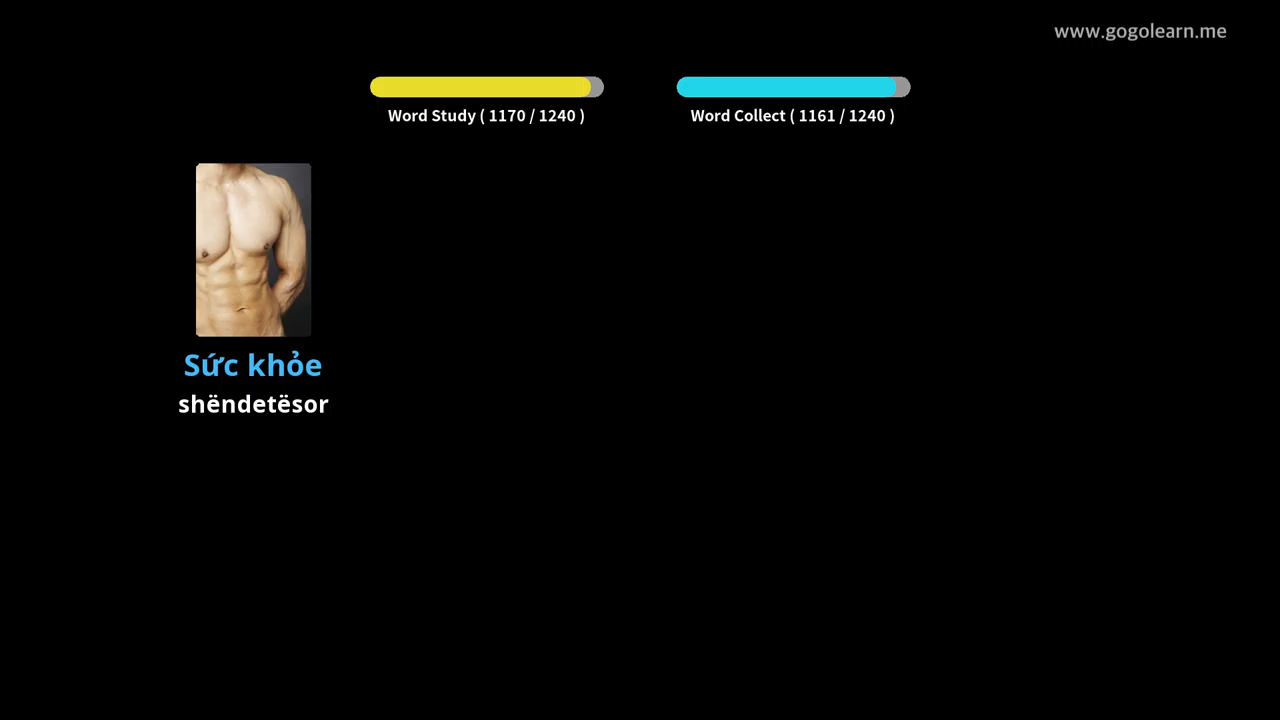 www.gogolearn.me
Word Study ( 1170 / 1240 )
Word Collect ( 1161 / 1240 )
Sức khỏe
shëndetësor